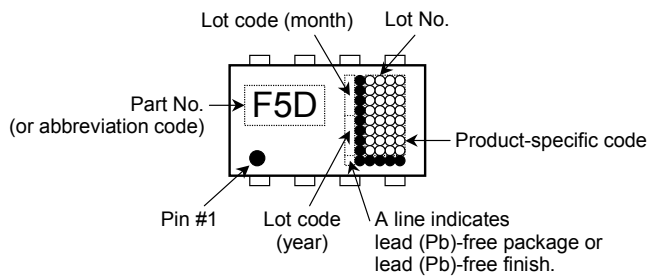 Lot code (month)
Lot No.
Part No.
(or abbreviation code)
F5D
Product-specific code
Pin #1
Lot code
(year)
A line indicates
lead (Pb)-free package or
lead (Pb)-free finish.